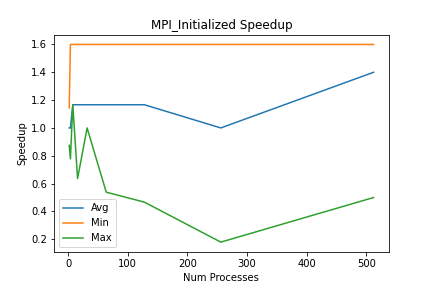 MPI_Initialized Speedup
1.6
1.4
1.2
1.0
0.8
0.6
0.4
0.2
Speedup
Avg
Min
Max
0 100 200 300 400 500
Num Processes